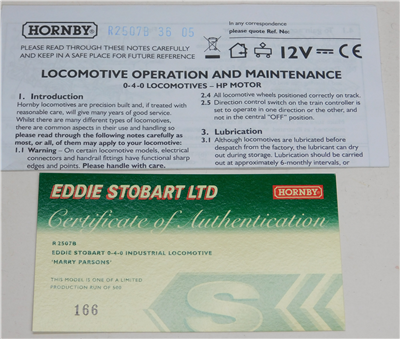 HORNBY
R2507B 35 05
In any correspondence
please quote Ref. No:
PLEASE READ THROUGH THESE NOTES CAREFULLY
AND KEEP IN A SAFE PLACE FOR FUTURE REFERENCE
12V
CE
LOCOMOTIVE OPERATION AND MAINTENANCE
0-4-0 LOCOMOTIVES – HP MOTOR
1. Introduction
Hornby locomotives are precision built and, if treated with
reasonable care, will give many years of good service.
Whilst there are many different types of locomotives,
there are common aspects in their use and handling so
please read through the following notes carefully as
most, or all, of them may apply to your locomotive:
1.1 Warning – On certain locomotive models, electrical
connectors and handrail fittings have functional sharp
edges and points. Please handle with care.
2.4 All locomotive wheels positioned correctly on track.
2.5 Direction control switch on the train controller is
set to operate in one direction or the other, and
not in the central "OFF" position.
3. Lubrication
3.1 Although locomotives are lubricated before
despatch from the factory, the lubricant can dry
out during storage. Lubrication should be carried
out at approximately 6-monthly intervals, or
EDDIE STOBART LTD
HORNBY
Certificate of Authentication
R2507B
EDDIE STOBART 0-4-0 INDUSTRIAL LOCOMOTIVE
'HARRY PARSONS'
THIS MODEL IS ONE OF A LIMITED
PRODUCTION RUN OF 500
166
S